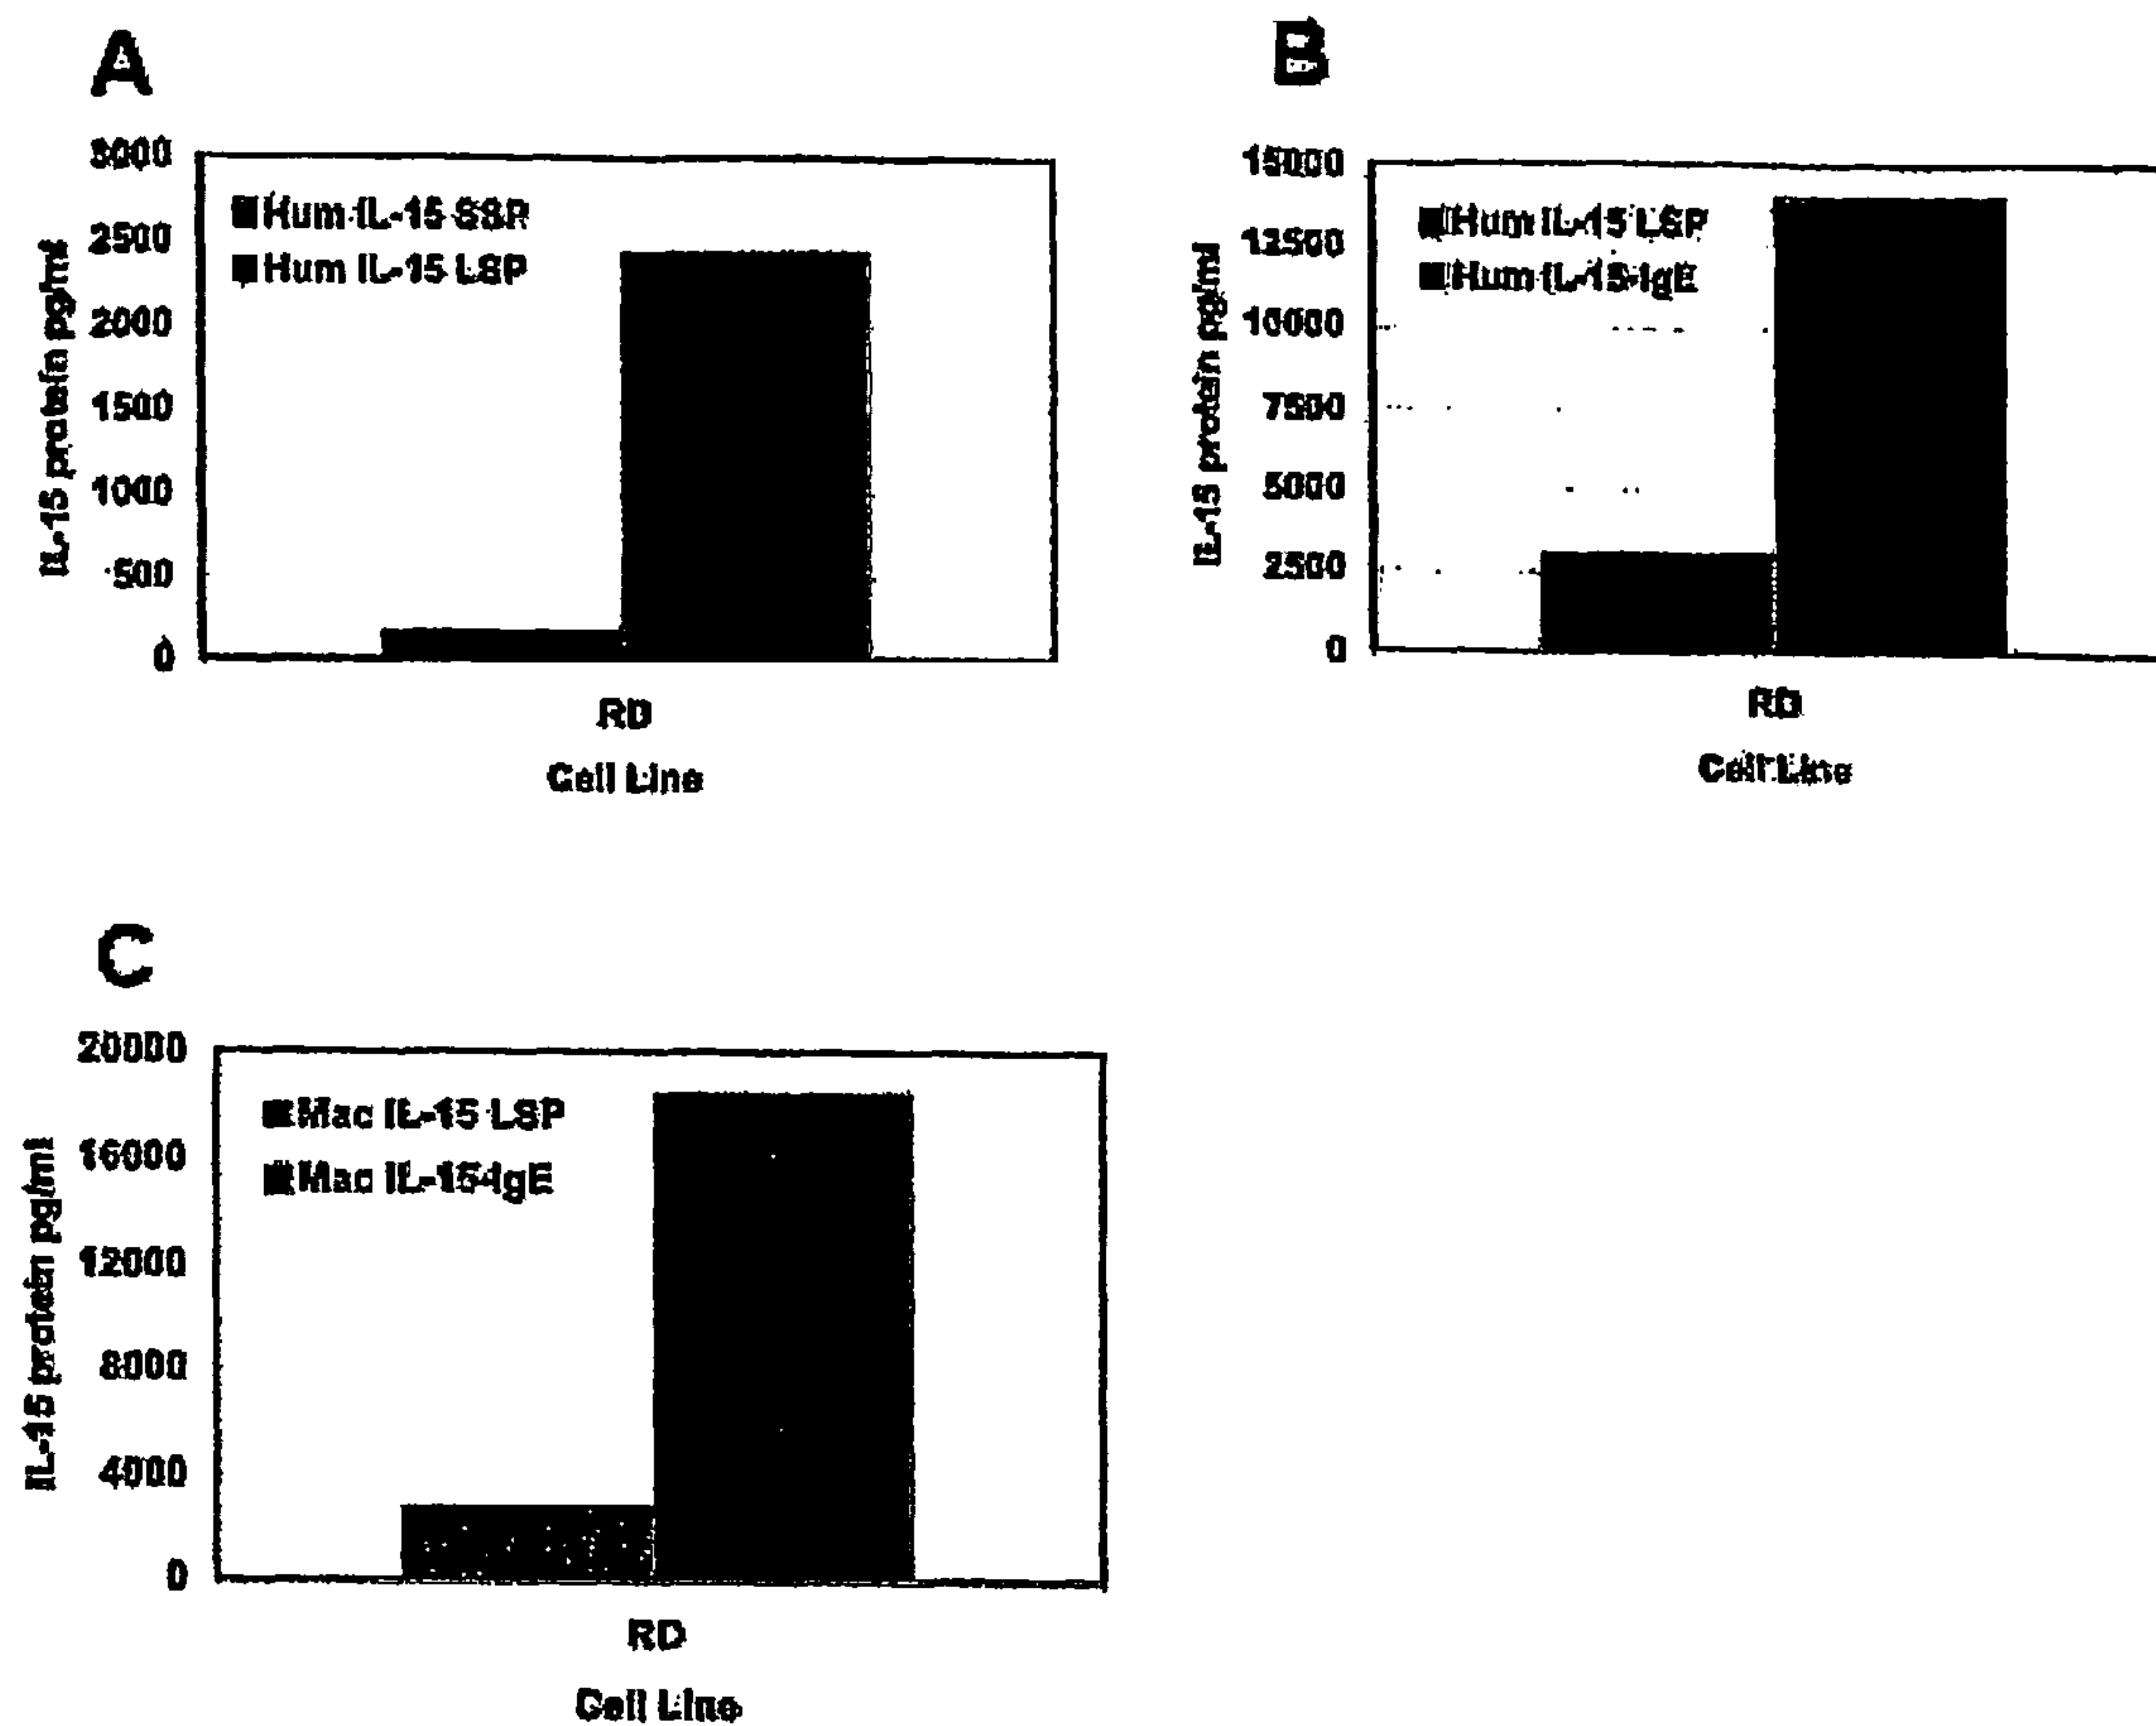 A
IL-15 protein pg/ml
3000
2500
2000
1500
1000
500
0
Hum IL-15 SSP
Hum IL-15 LSP
RD
Cell Line
B
IL-15 protein pg/ml
15000
12500
10000
7500
5000
2500
0
Hum IL-15 LSP
Hum IL-15-IgE
RD
Cell Line
C
IL-15 protein pg/ml
20000
16000
12000
8000
4000
0
Mac IL-15 LSP
Mac IL-15-IgE
RD
Cell Line